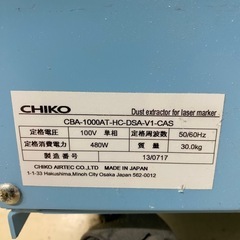 CHIKO Dust extractor for laser marker
CBA-1000AT-HC-DSA-V1-CAS
定格電圧 100V 単相 定格周波数 50/60Hz
定格消費電力 480W 質量 30.0kg
製造番号 13/0717
CHIKO AIRTEC CO.,LTD MADE IN JAPAN
1-1-33 Hakushima,Minoh City Osaka Japan 562-0012